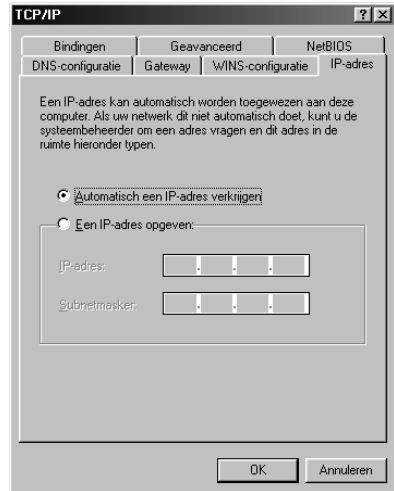 TCP/IP
Bindingen Geavanceerd NetBIOS
DNS-configuratie Gateway WINS-configuratie IP-adres
Een IP-adres kan automatisch worden toegewezen aan deze
computer. Als uw netwerk dit niet automatisch doet, kunt u de
systeembeheerder om een adres vragen en dit adres in de
ruimte hieronder typen.
Automatisch een IP-adres verkrijgen
Een IP-adres opgeven:
IP-adres:
Subnetmasker:
OK Annuleren